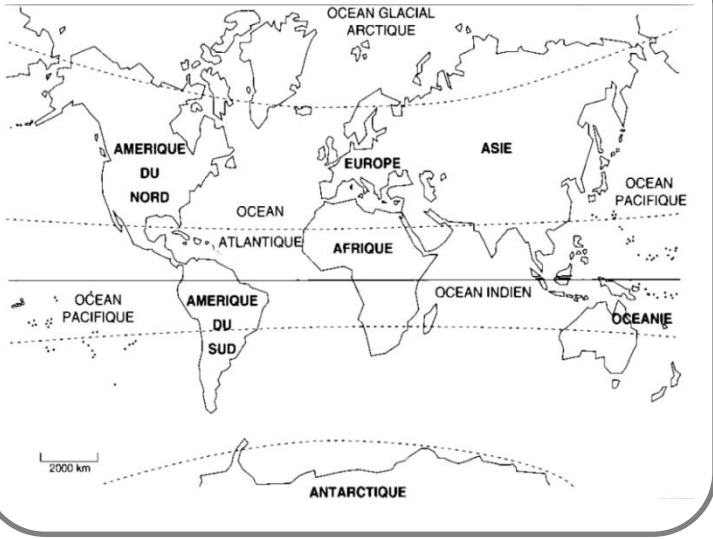 OCEAN GLACIAL
ARCTIQUE
AMERIQUE
DU
NORD
EUROPE
ASIE
OCEAN
PACIFIQUE
OCEAN
ATLANTIQUE
AFRIQUE
OCÉAN
PACIFIQUE
AMERIQUE
DU
SUD
OCEAN INDIEN
OCEANIE
2000 km
ANTARCTIQUE